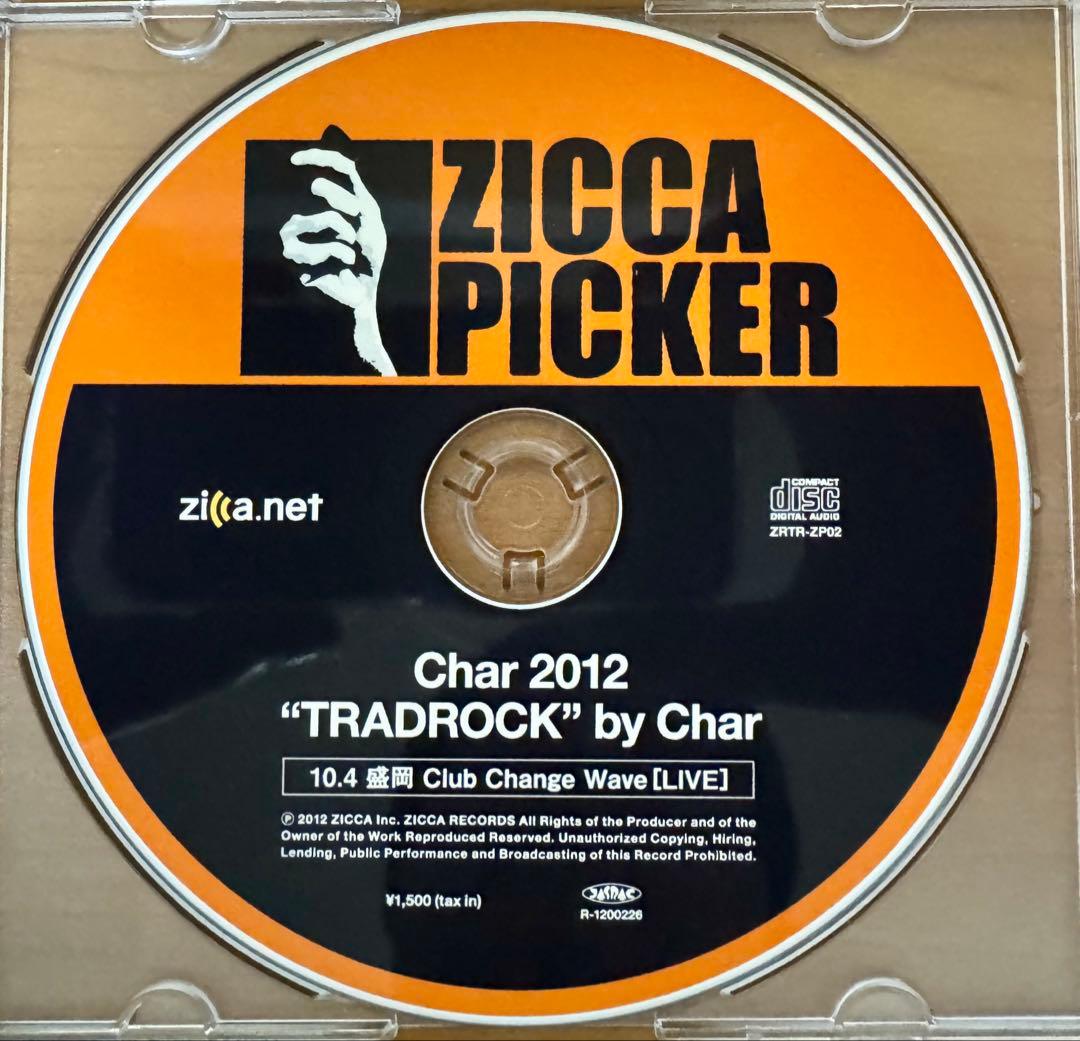 ZICCA
PICKER
zicca.net
COMPACT
disc
DIGITAL AUDIO
ZRTR-ZP02
Char 2012
“TRADROCK” by Char
10.4 盛岡 Club Change Wave [LIVE]
Ⓟ 2012 ZICCA Inc. ZICCA RECORDS All Rights of the Producer and of the
Owner of the Work Reproduced Reserved. Unauthorized Copying, Hiring,
Lending, Public Performance and Broadcasting of this Record Prohibited.
¥1,500 (tax in)
JASRAC
R-1200226